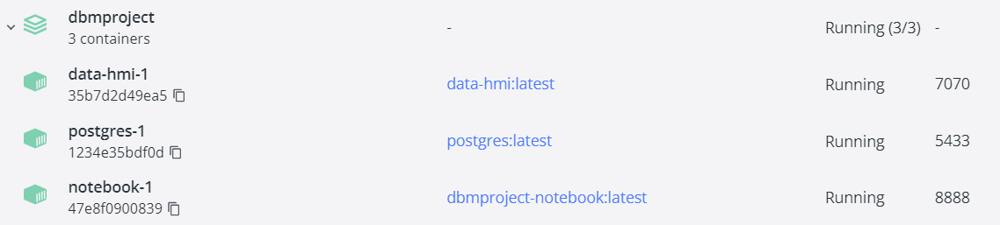 dbmproject
3 containers
-
Running (3/3)
-
data-hmi-1
35b7d2d49ea5
data-hmi:latest
Running
7070
postgres-1
1234e35bdf0d
postgres:latest
Running
5433
notebook-1
47e8f0900839
dbmproject-notebook:latest
Running
8888